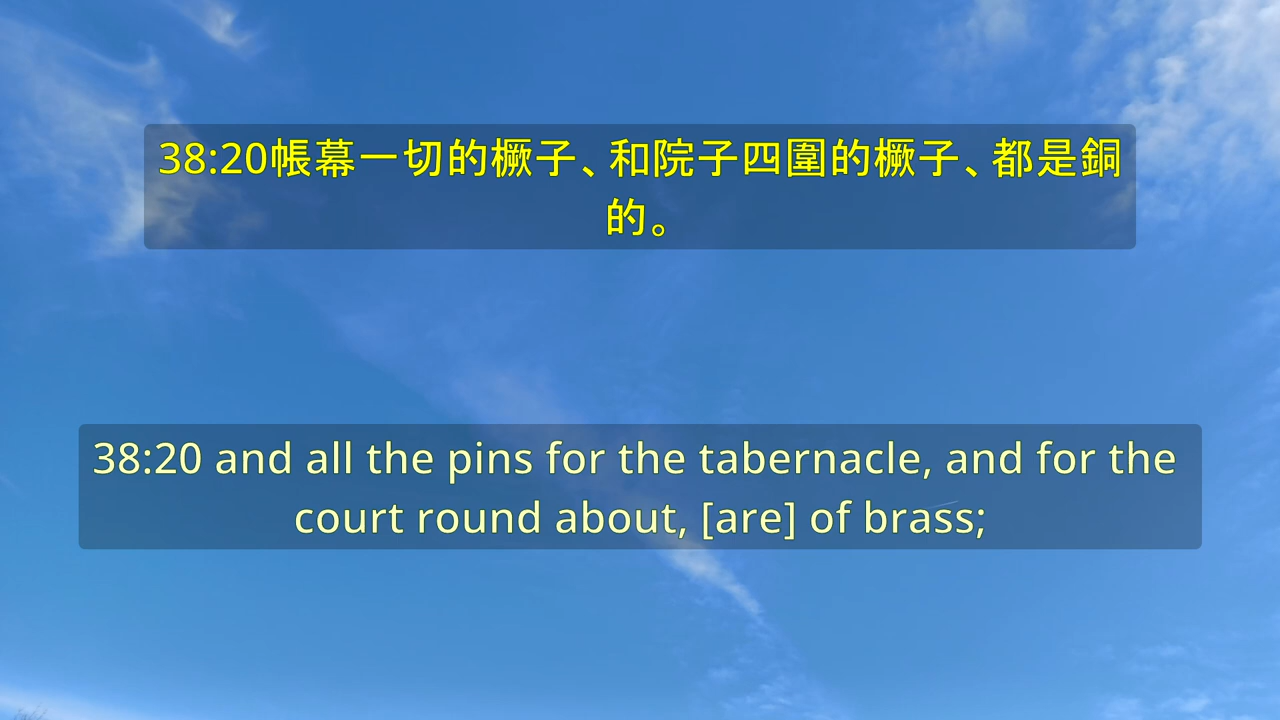 38:20帳幕一切的橛子、和院子四圍的橛子、都是銅
的。
38:20 and all the pins for the tabernacle, and for the
court round about, [are] of brass;